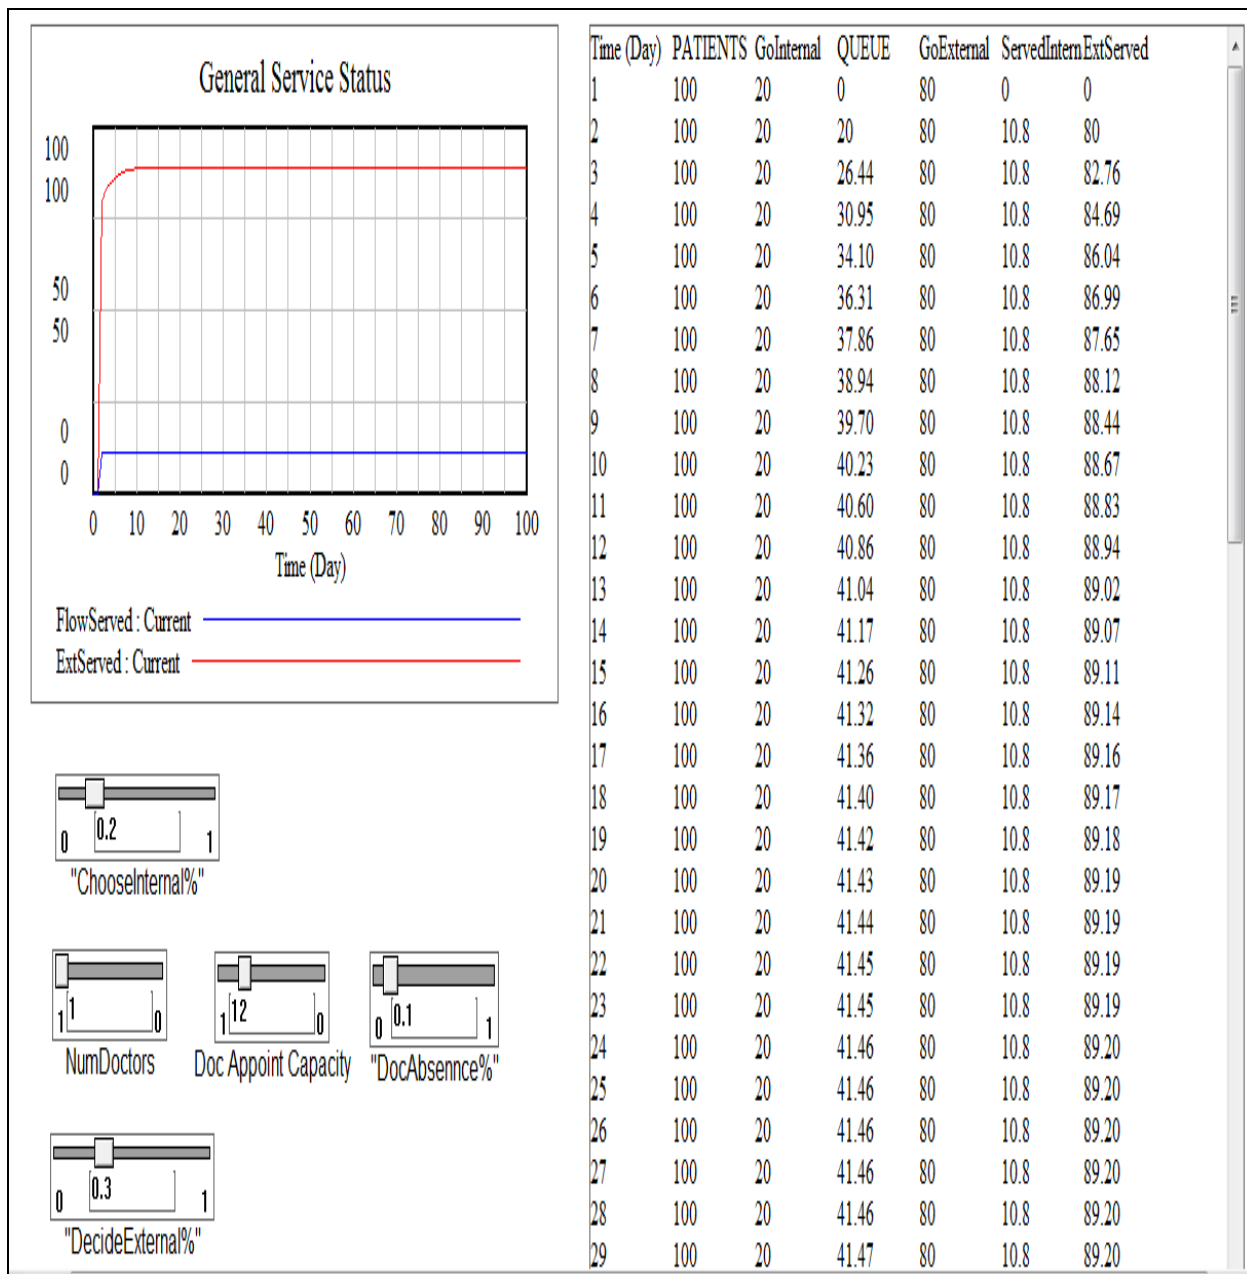 General Service Status
100
100
50
50
0
0
0 10 20 30 40 50 60 70 80 90 100
Time (Day)
FlowServed : Current
ExtServed : Current
0.2
0 1
"ChooseInternal%"
1
1 0
NumDoctors
12
1 0
Doc Appoint Capacity
0.1
0 1
"DocAbsennce%"
0.3
0 1
"DecideExternal%"
Time (Day) PATIENTS GoInternal QUEUE GoExternal ServedIntern ExtServed
1 100 20 0 80 0 0
2 100 20 20 80 10.8 80
3 100 20 26.44 80 10.8 82.76
4 100 20 30.95 80 10.8 84.69
5 100 20 34.10 80 10.8 86.04
6 100 20 36.31 80 10.8 86.99
7 100 20 37.86 80 10.8 87.65
8 100 20 38.94 80 10.8 88.12
9 100 20 39.70 80 10.8 88.44
10 100 20 40.23 80 10.8 88.67
11 100 20 40.60 80 10.8 88.83
12 100 20 40.86 80 10.8 88.94
13 100 20 41.04 80 10.8 89.02
14 100 20 41.17 80 10.8 89.07
15 100 20 41.26 80 10.8 89.11
16 100 20 41.32 80 10.8 89.14
17 100 20 41.36 80 10.8 89.16
18 100 20 41.40 80 10.8 89.17
19 100 20 41.42 80 10.8 89.18
20 100 20 41.43 80 10.8 89.19
21 100 20 41.44 80 10.8 89.19
22 100 20 41.45 80 10.8 89.19
23 100 20 41.45 80 10.8 89.19
24 100 20 41.46 80 10.8 89.20
25 100 20 41.46 80 10.8 89.20
26 100 20 41.46 80 10.8 89.20
27 100 20 41.46 80 10.8 89.20
28 100 20 41.46 80 10.8 89.20
29 100 20 41.47 80 10.8 89.20